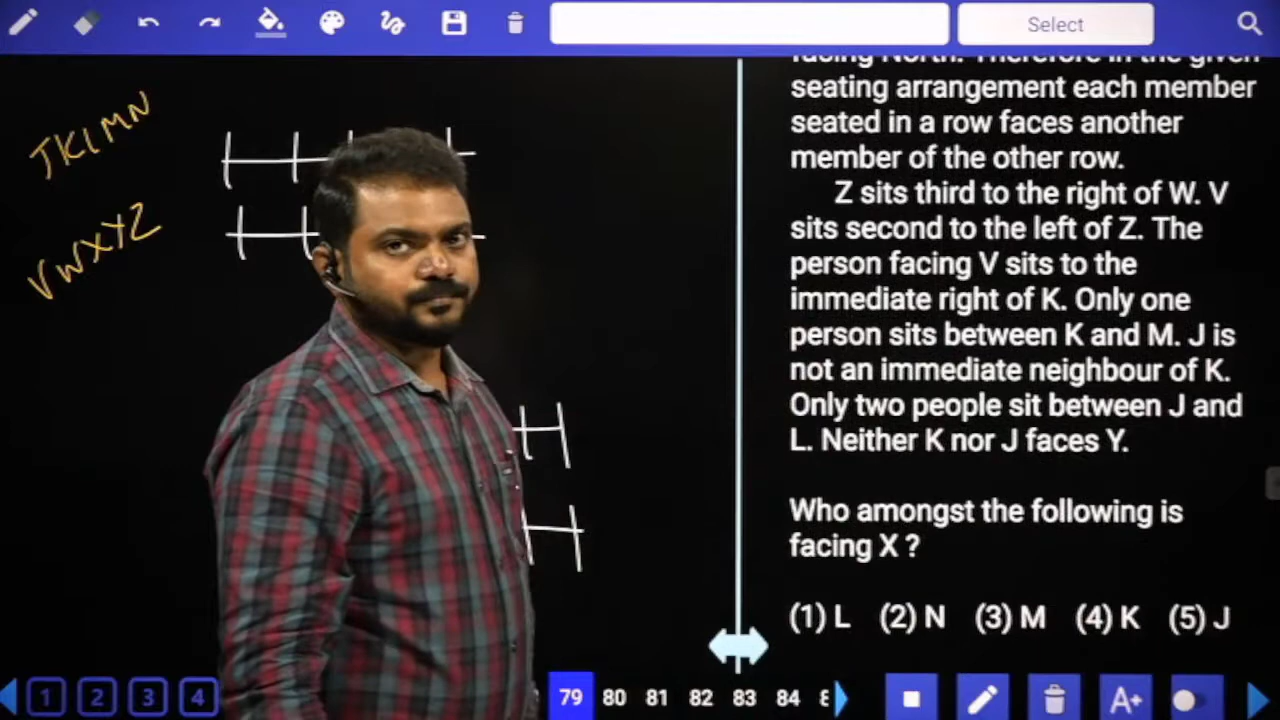 Select
seating arrangement each member
seated in a row faces another
member of the other row.
Z sits third to the right of W. V
sits second to the left of Z. The
person facing V sits to the
immediate right of K. Only one
person sits between K and M. J is
not an immediate neighbour of K.
Only two people sit between J and
L. Neither K nor J faces Y.
Who amongst the following is
facing X ?
(1) L (2) N (3) M (4) K (5) J
JKLMN
VWXYZ
1 2 3 4 79 80 81 82 83 84 A+